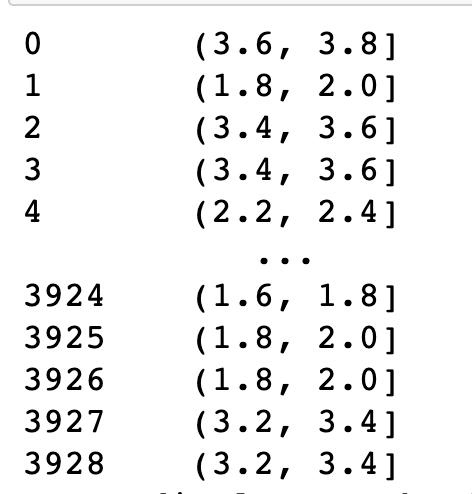 0 (3.6, 3.8]
1 (1.8, 2.0]
2 (3.4, 3.6]
3 (3.4, 3.6]
4 (2.2, 2.4]
...
3924 (1.6, 1.8]
3925 (1.8, 2.0]
3926 (1.8, 2.0]
3927 (3.2, 3.4]
3928 (3.2, 3.4]